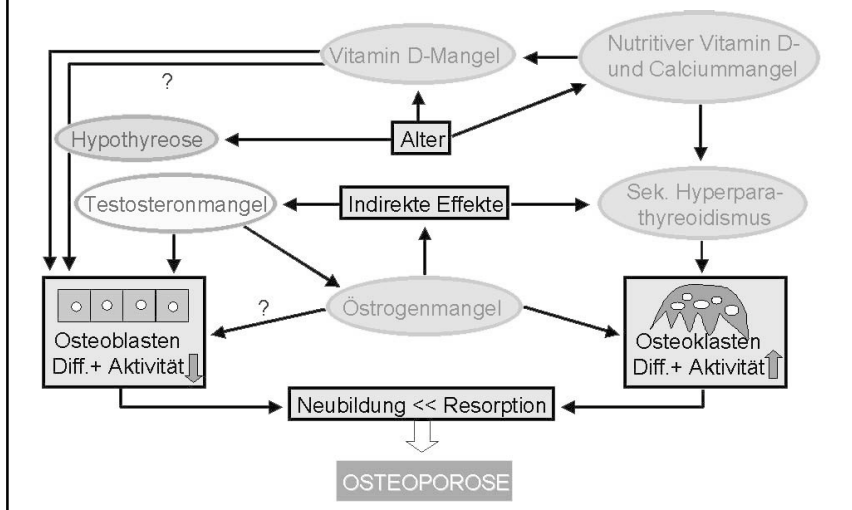 Vitamin D-Mangel
Nutritiver Vitamin D-
und Calciummangel
?
Hypothyreose
Alter
Testosteronmangel
Indirekte Effekte
Sek. Hyperpara-
thyreoidismus
?
Östrogenmangel
Osteoblasten
Diff.+ Aktivität
Osteoklasten
Diff.+ Aktivität
Neubildung << Resorption
OSTEOPOROSE